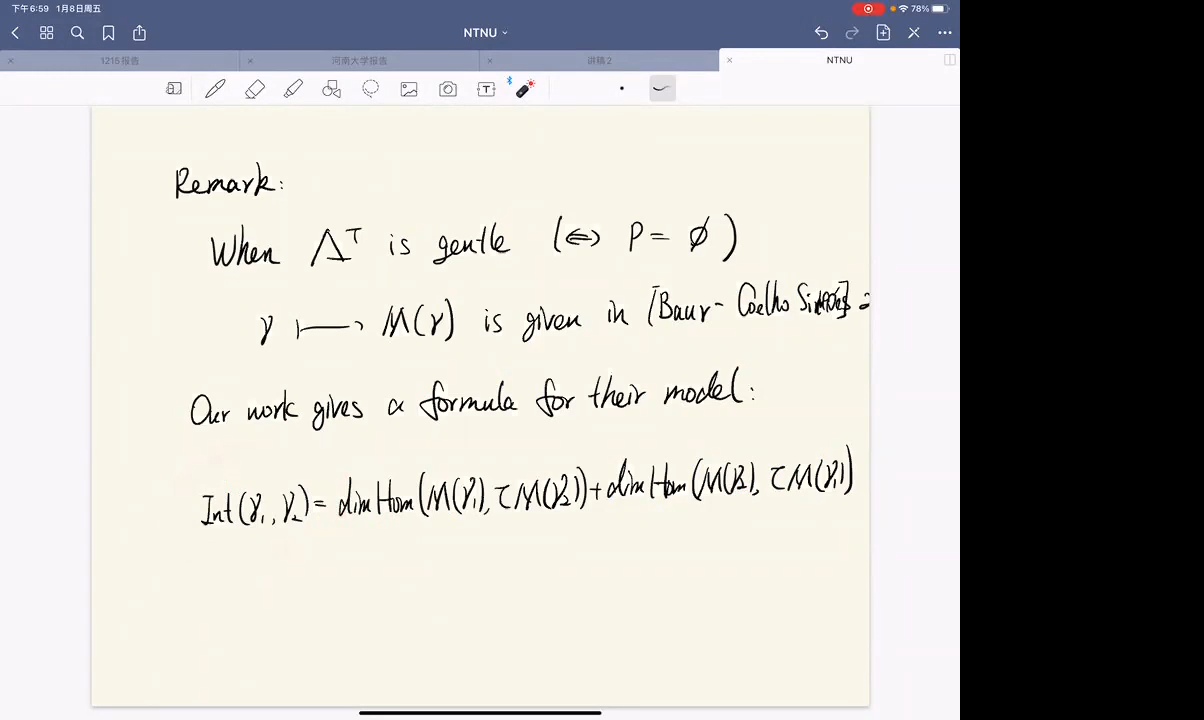 下午6:59 1月8日周五
78%
NTNU
1215报告
河南大学报告
讲稿2
NTNU
T
Remark:
When Λᵀ is gentle (⇔ P = ∅)
γ ⟼ M(γ) is given in [Baur - Coelho Simões]
Our work gives a formula for their model:
Int(γ₁, γ₂) = dim Hom(M(γ₁), τM(γ₂)) + dim Hom(M(γ₂), τM(γ₁))